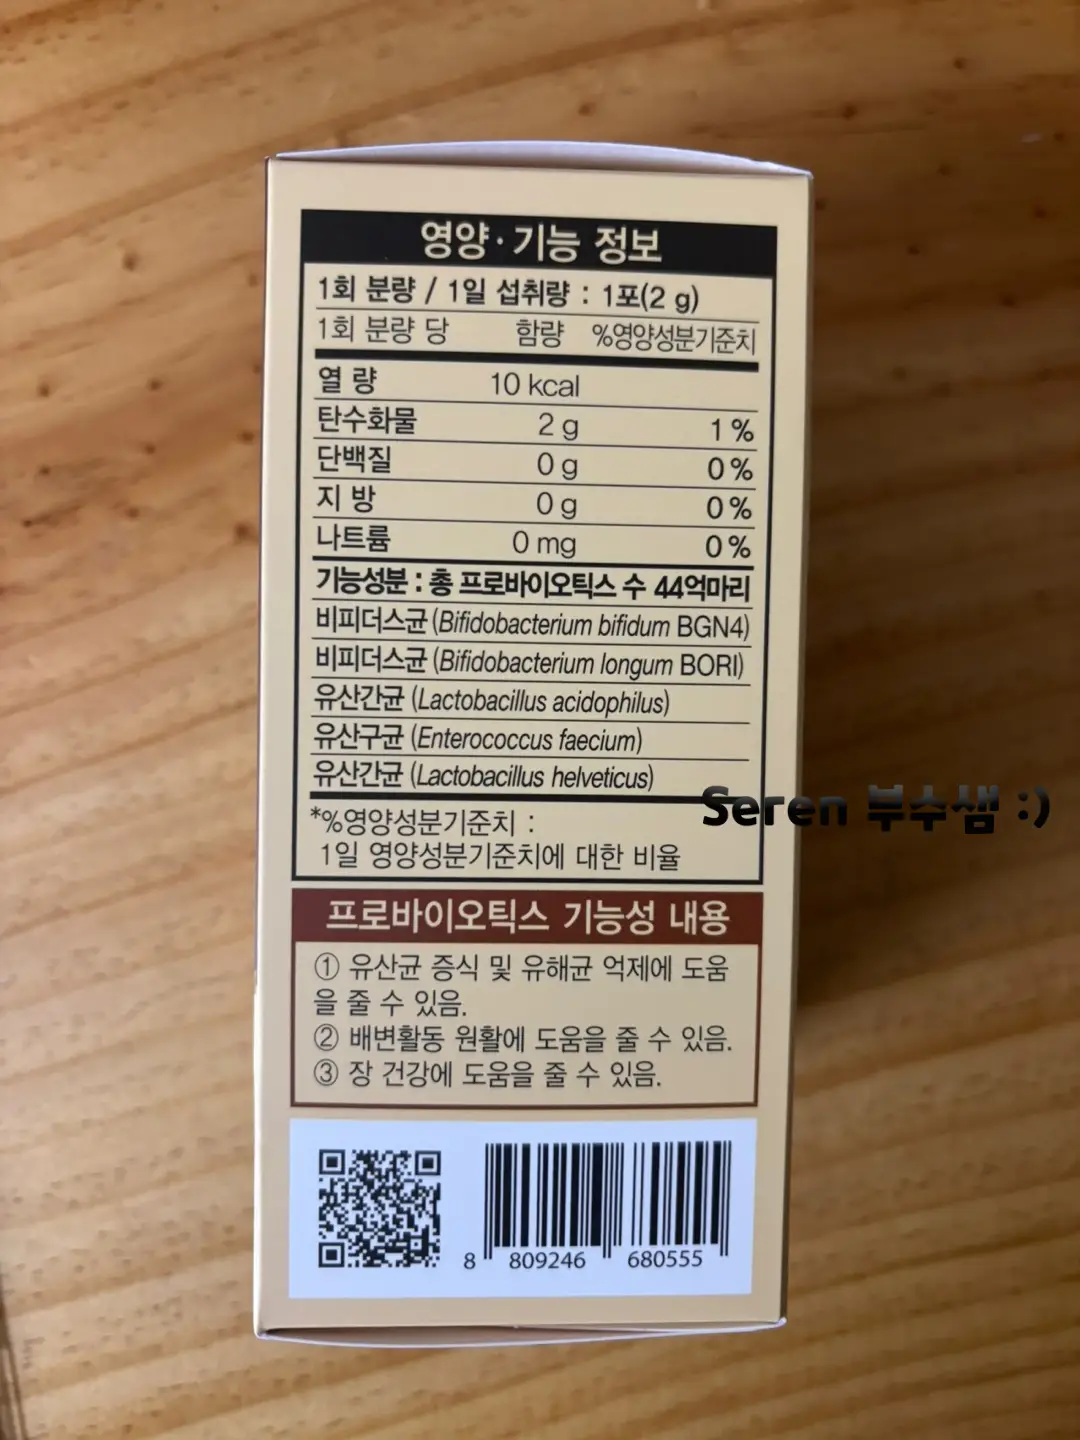 영양·기능 정보
1회 분량 / 1일 섭취량 : 1포(2 g)
1회 분량 당 함량 %영양성분기준치
열 량 10 kcal
탄수화물 2 g 1 %
단백질 0 g 0 %
지 방 0 g 0 %
나트륨 0 mg 0 %
기능성분 : 총 프로바이오틱스 수 44억마리
비피더스균 (Bifidobacterium bifidum BGN4)
비피더스균 (Bifidobacterium longum BORI)
유산간균 (Lactobacillus acidophilus)
유산구균 (Enterococcus faecium)
유산간균 (Lactobacillus helveticus)
Seren 부수샘 :)
*%영양성분기준치 :
1일 영양성분기준치에 대한 비율
프로바이오틱스 기능성 내용
① 유산균 증식 및 유해균 억제에 도움
을 줄 수 있음.
② 배변활동 원활에 도움을 줄 수 있음.
③ 장 건강에 도움을 줄 수 있음.
8 809246 680555